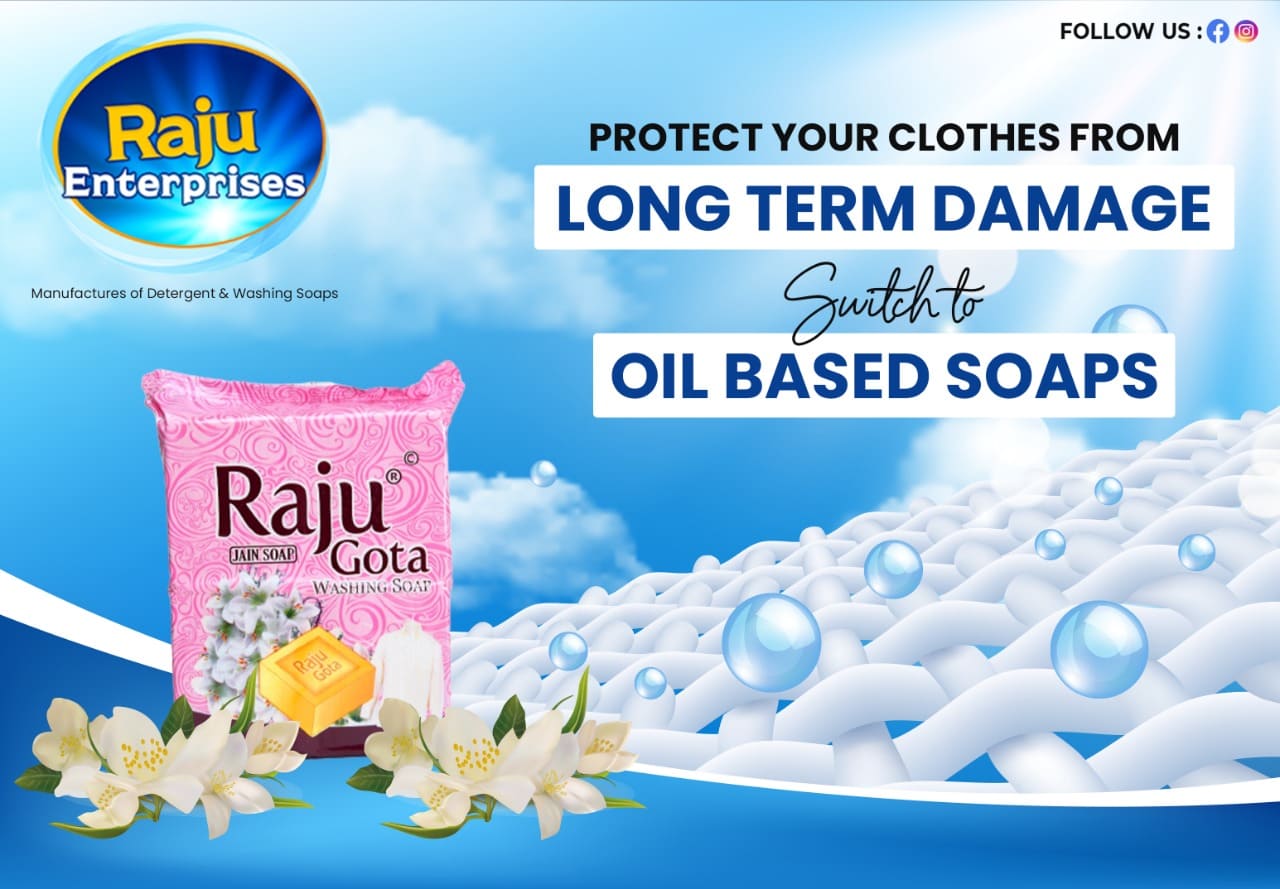 FOLLOW US :
Raju
Enterprises
Manufactures of Detergent & Washing Soaps
PROTECT YOUR CLOTHES FROM
LONG TERM DAMAGE
Switch to
OIL BASED SOAPS
Raju ® ©
JAIN SOAP
Gota
WASHING SOAP
Raju
Gota